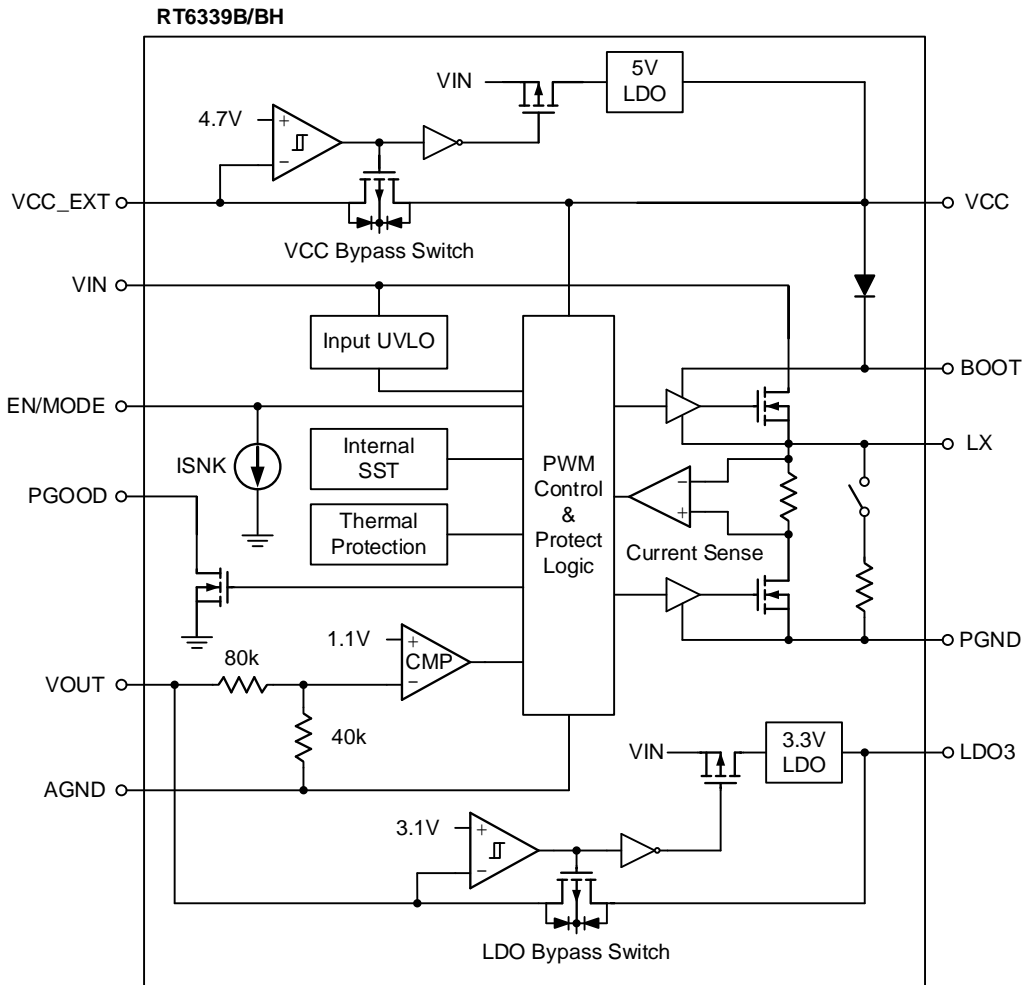 RT6339B/BH
VIN
5V
LDO
4.7V
+
−
VCC_EXT
VCC
VCC Bypass Switch
VIN
Input UVLO
BOOT
EN/MODE
LX
ISNK
Internal
SST
PWM
Control
&
Protect
Logic
−
+
PGOOD
Thermal
Protection
Current Sense
1.1V
+
CMP
−
PGND
80k
VOUT
40k
VIN
3.3V
LDO
LDO3
AGND
3.1V
+
−
LDO Bypass Switch